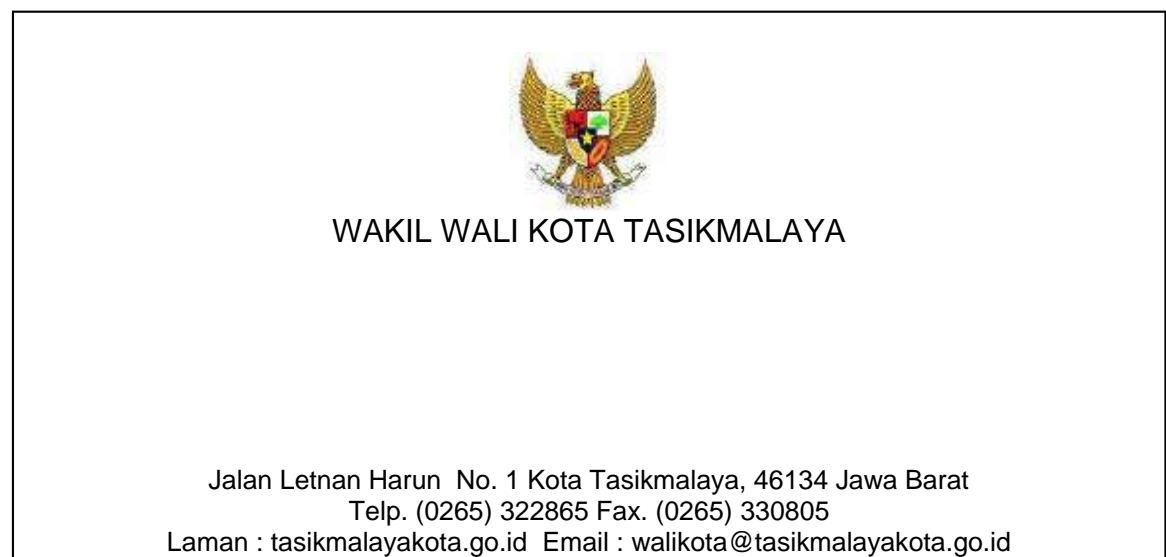 WAKIL WALI KOTA TASIKMALAYA
Jalan Letnan Harun  No. 1 Kota Tasikmalaya, 46134 Jawa Barat
Telp. (0265) 322865 Fax. (0265) 330805
Laman : tasikmalayakota.go.id  Email : walikota@tasikmalayakota.go.id